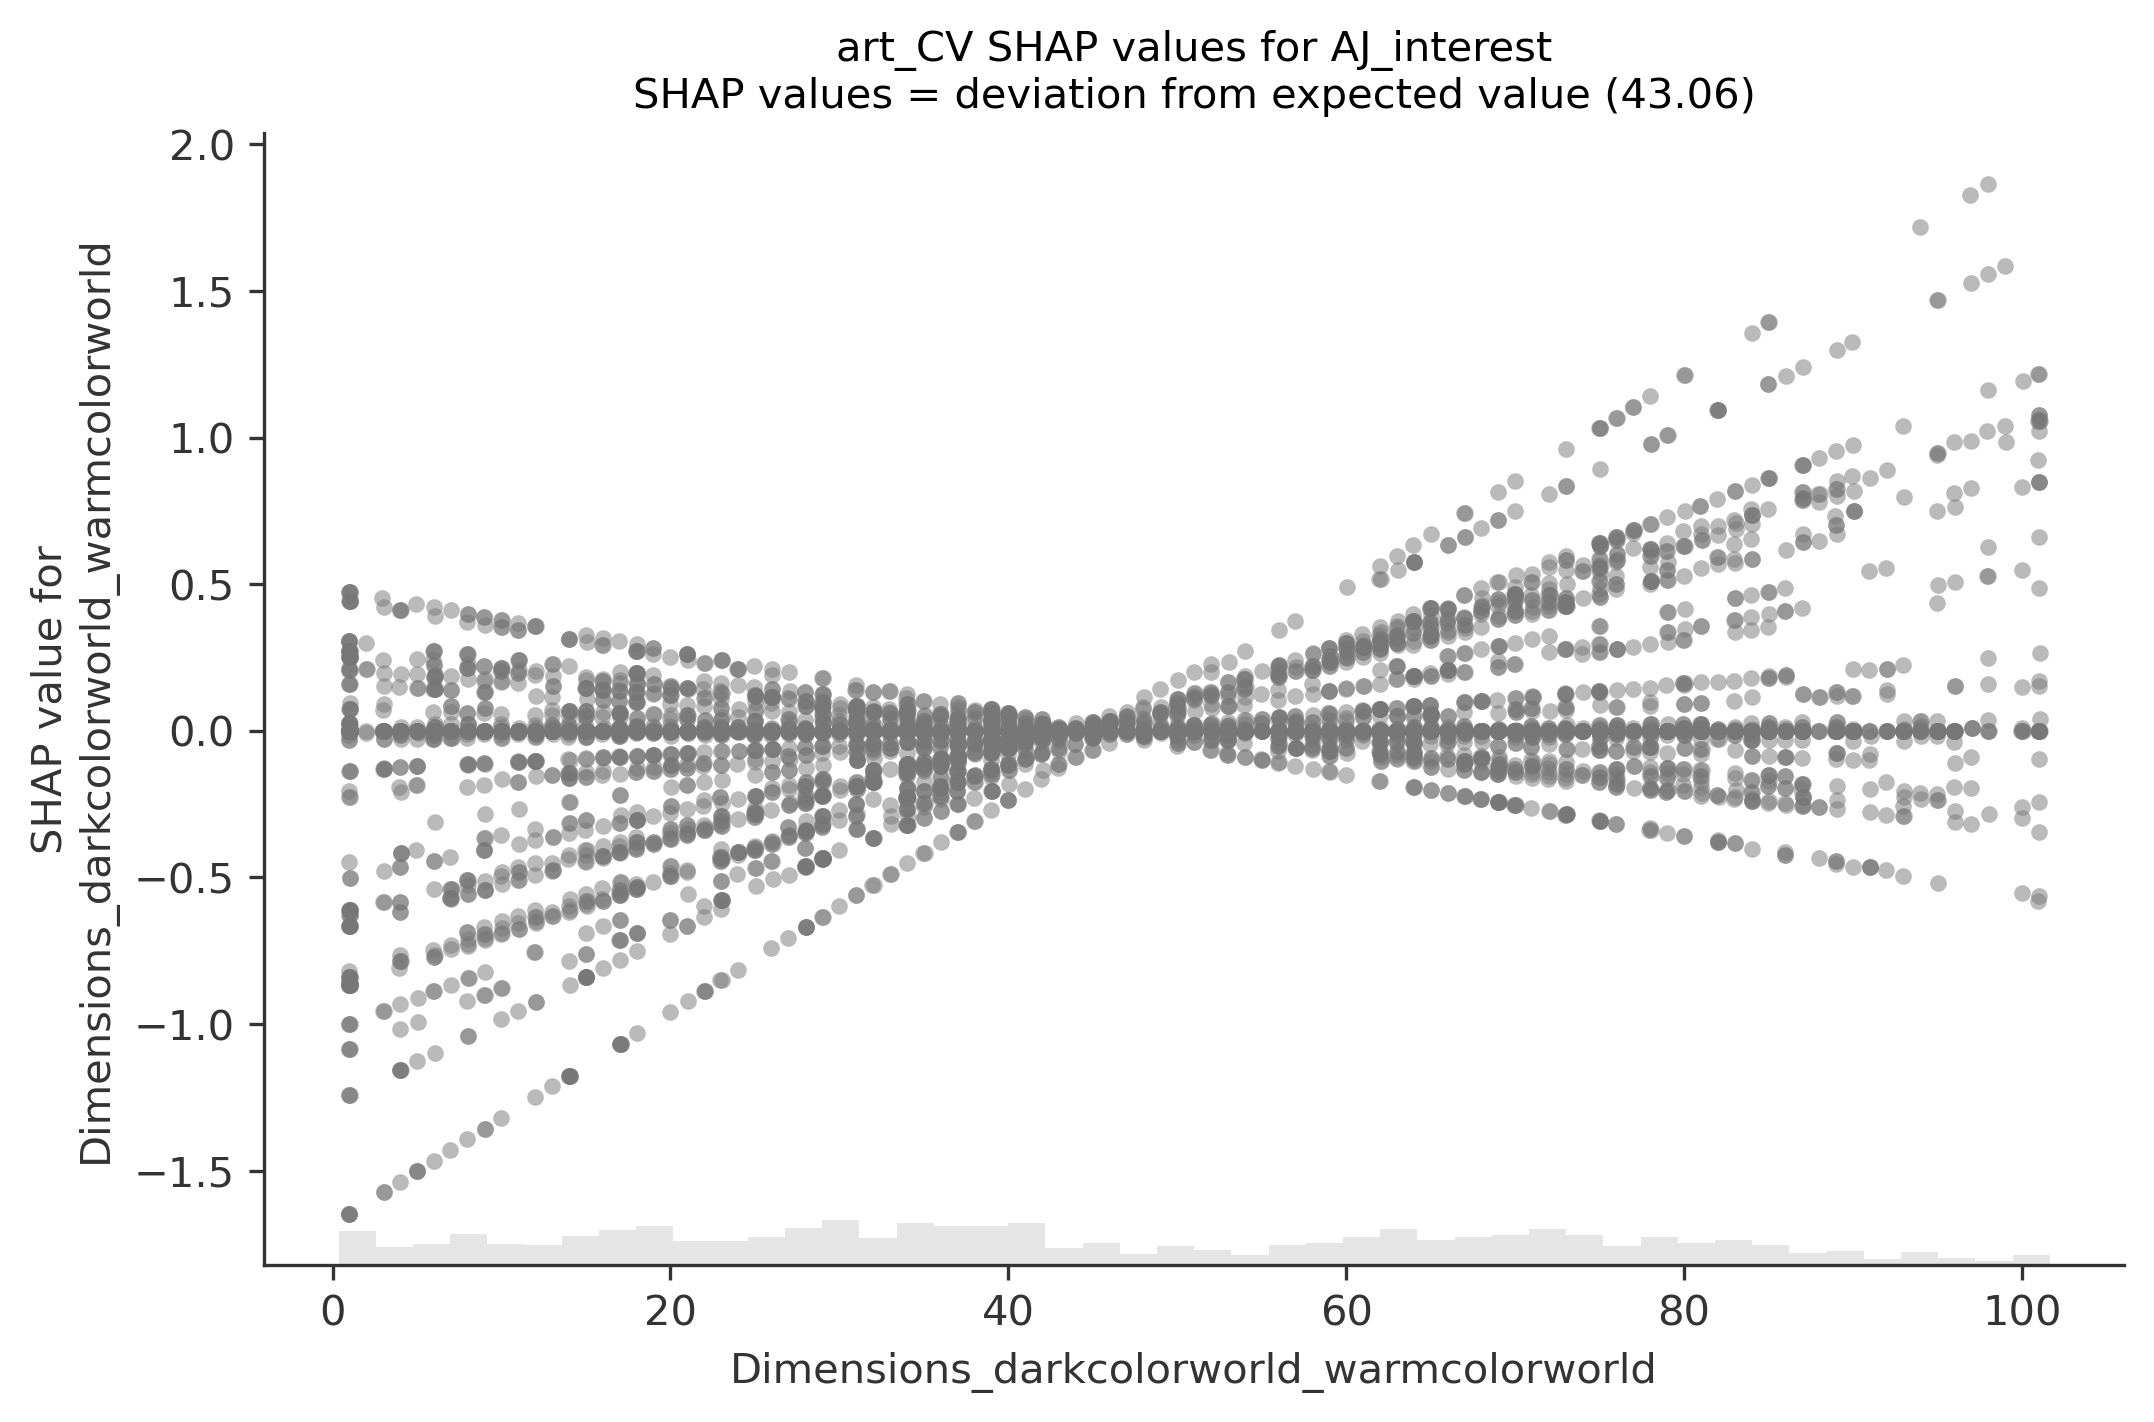 art_CV SHAP values for AJ_interest
SHAP values = deviation from expected value (43.06)
SHAP value for
Dimensions_darkcolorworld_warmcolorworld
2.0
1.5
1.0
0.5
0.0
−0.5
−1.0
−1.5
0 20 40 60 80 100
Dimensions_darkcolorworld_warmcolorworld